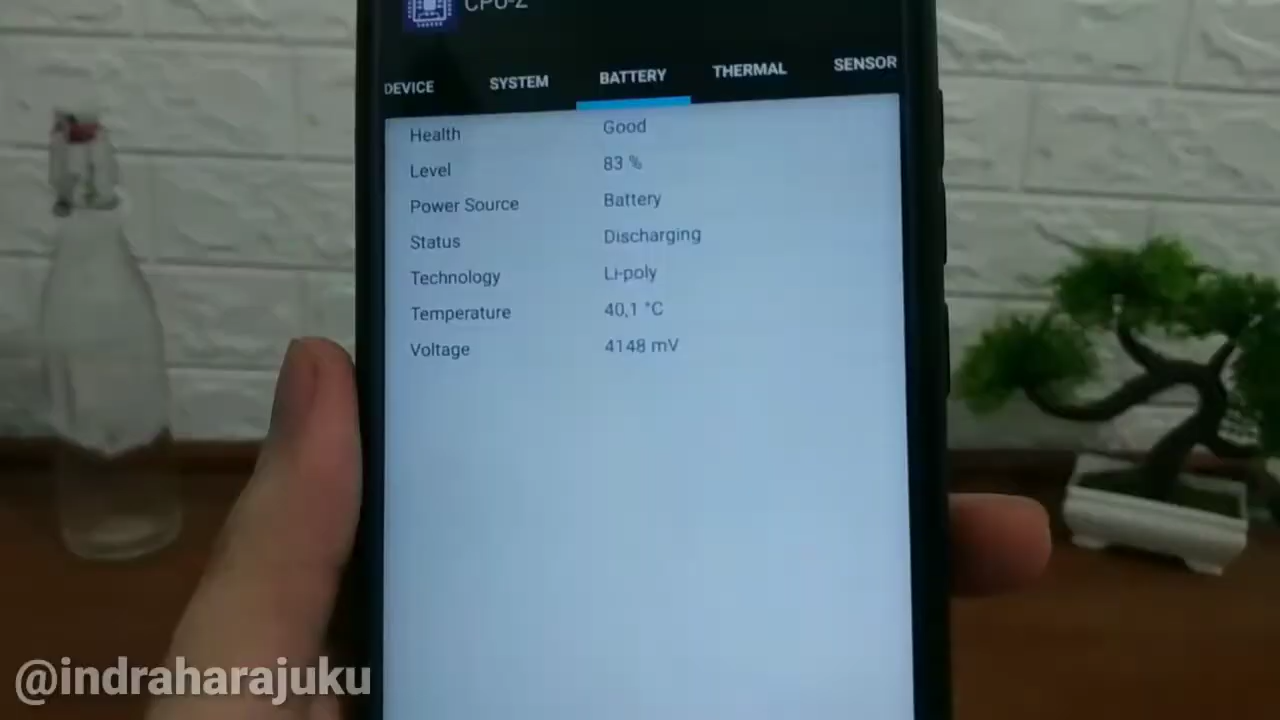 CPU-Z
DEVICE SYSTEM BATTERY THERMAL SENSOR
Health Good
Level 83 %
Power Source Battery
Status Discharging
Technology Li-poly
Temperature 40,1 °C
Voltage 4148 mV
@indraharajuku